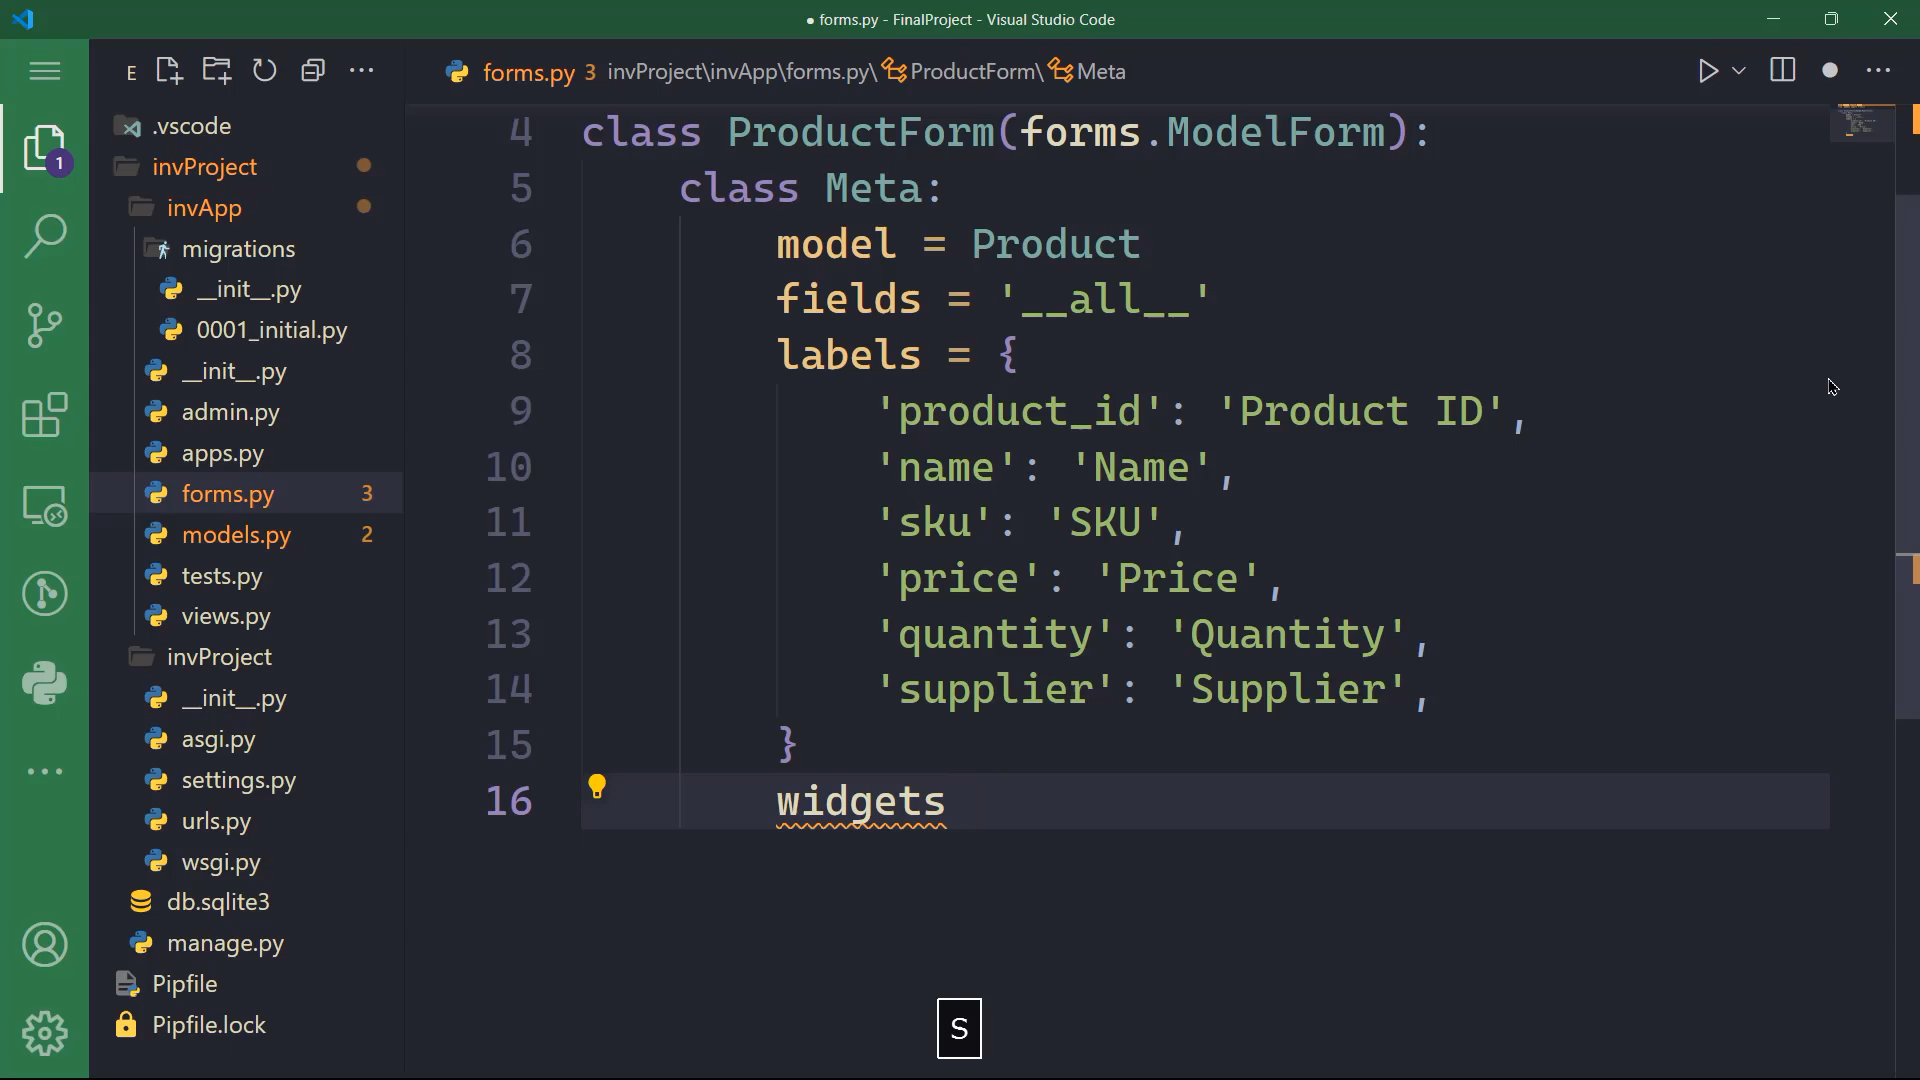 ● forms.py - FinalProject - Visual Studio Code
E
forms.py 3 invProject\invApp\forms.py\ ProductForm\ Meta
.vscode
invProject
invApp
migrations
__init__.py
0001_initial.py
__init__.py
admin.py
apps.py
forms.py 3
models.py 2
tests.py
views.py
invProject
__init__.py
asgi.py
settings.py
urls.py
wsgi.py
db.sqlite3
manage.py
Pipfile
Pipfile.lock
1
4 class ProductForm(forms.ModelForm):
5 class Meta:
6 model = Product
7 fields = '__all__'
8 labels = {
9 'product_id': 'Product ID',
10 'name': 'Name',
11 'sku': 'SKU',
12 'price': 'Price',
13 'quantity': 'Quantity',
14 'supplier': 'Supplier',
15 }
16 widgets
S